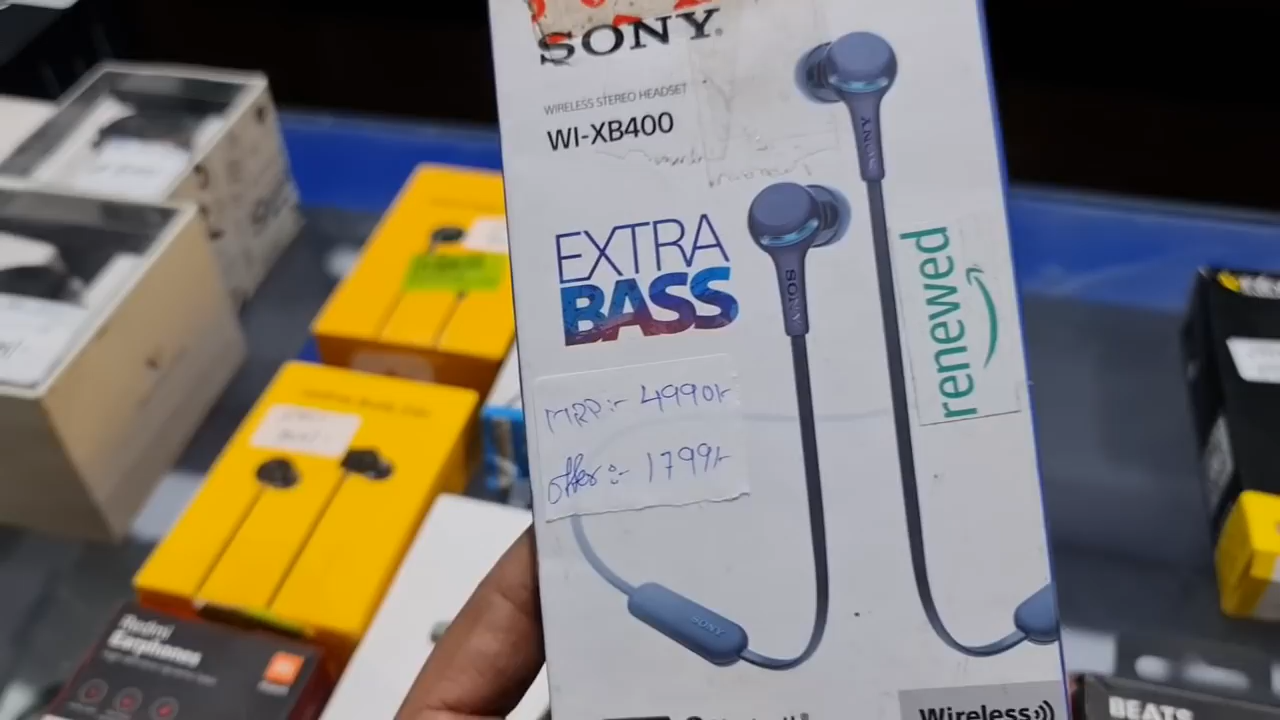 SONY
WIRELESS STEREO HEADSET
WI-XB400
EXTRA
BASS
SONY
SONY
renewed
MRP:- 4990/-
Offer:- 1799/-
SONY
Wireless
Redmi
Earphones
BEATS